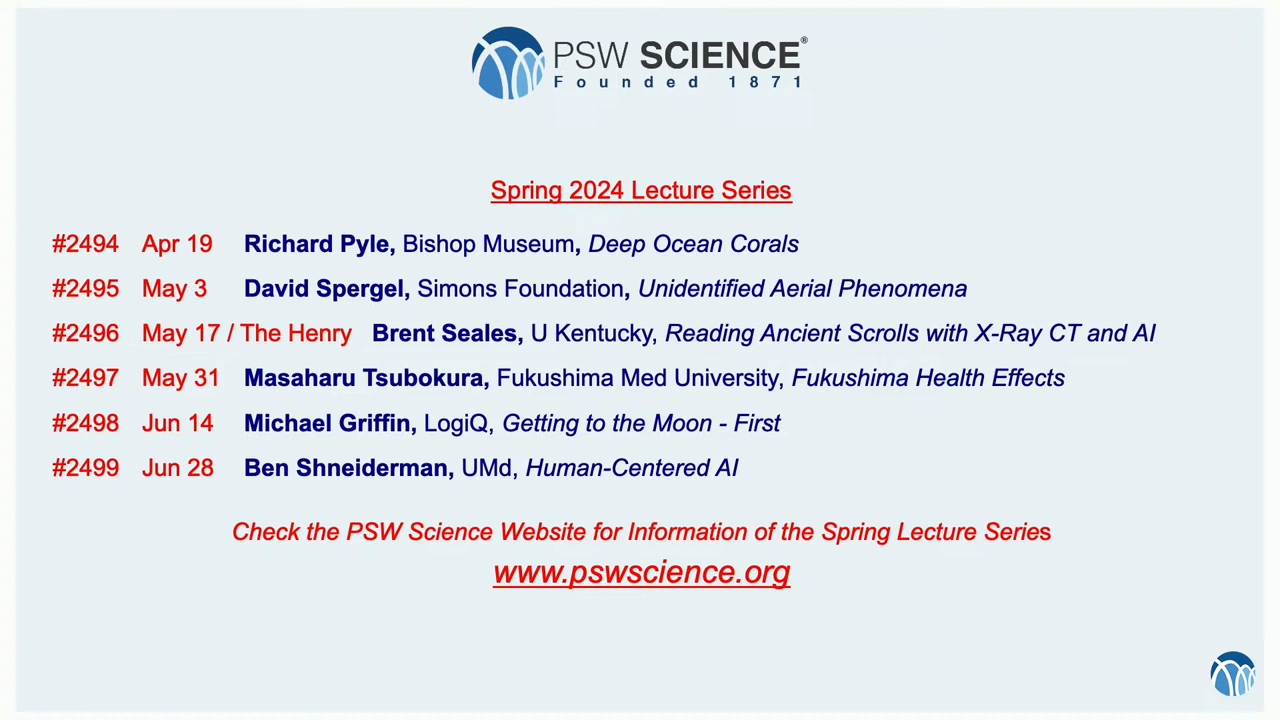 PSW SCIENCE®
Founded 1871
Spring 2024 Lecture Series
#2494 Apr 19 Richard Pyle, Bishop Museum, Deep Ocean Corals
#2495 May 3 David Spergel, Simons Foundation, Unidentified Aerial Phenomena
#2496 May 17 / The Henry Brent Seales, U Kentucky, Reading Ancient Scrolls with X-Ray CT and AI
#2497 May 31 Masaharu Tsubokura, Fukushima Med University, Fukushima Health Effects
#2498 Jun 14 Michael Griffin, LogiQ, Getting to the Moon - First
#2499 Jun 28 Ben Shneiderman, UMd, Human-Centered AI
Check the PSW Science Website for Information of the Spring Lecture Series
www.pswscience.org